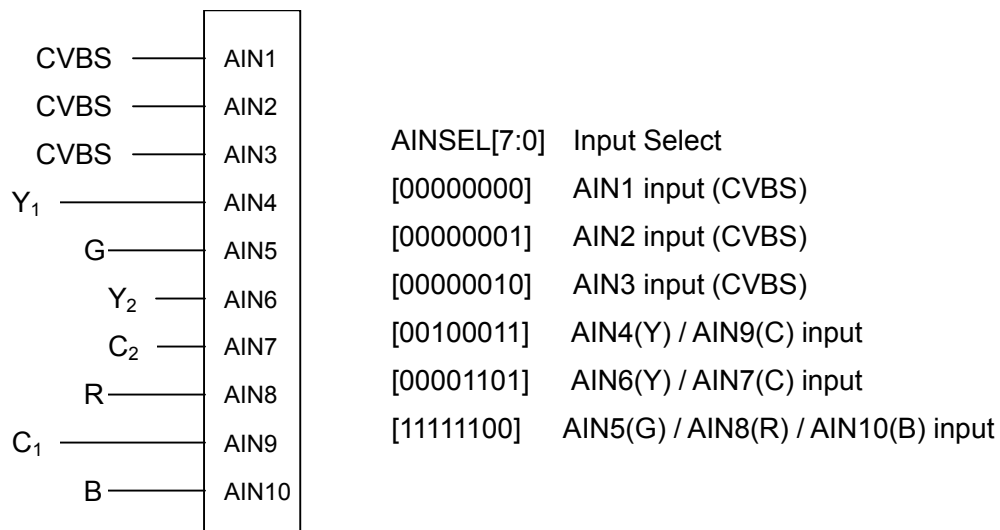 CVBS AIN1
CVBS AIN2
CVBS AIN3
Y₁ AIN4
G AIN5
Y₂ AIN6
C₂ AIN7
R AIN8
C₁ AIN9
B AIN10
AINSEL[7:0] Input Select
[00000000] AIN1 input (CVBS)
[00000001] AIN2 input (CVBS)
[00000010] AIN3 input (CVBS)
[00100011] AIN4(Y) / AIN9(C) input
[00001101] AIN6(Y) / AIN7(C) input
[11111100] AIN5(G) / AIN8(R) / AIN10(B) input